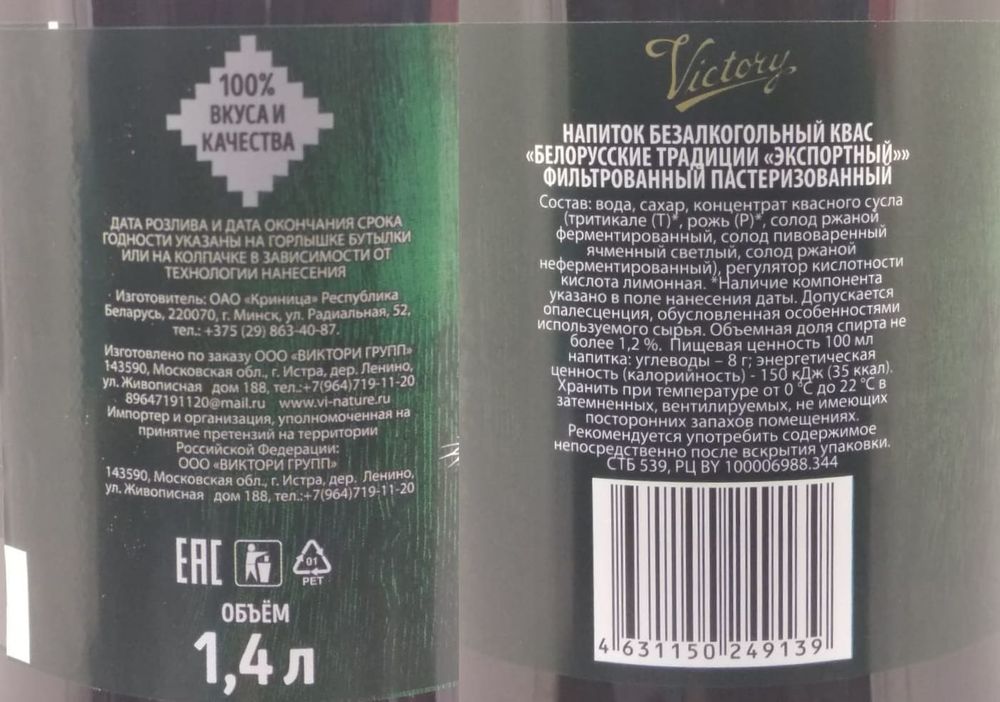 100%
ВКУСА И
КАЧЕСТВА
ДАТА РОЗЛИВА И ДАТА ОКОНЧАНИЯ СРОКА
ГОДНОСТИ УКАЗАНЫ НА ГОРЛЫШКЕ БУТЫЛКИ
ИЛИ НА КОЛПАЧКЕ В ЗАВИСИМОСТИ ОТ
ТЕХНОЛОГИИ НАНЕСЕНИЯ
Изготовитель: ОАО «Криница» Республика
Беларусь, 220070, г. Минск, ул. Радиальная, 52,
тел.: +375 (29) 863-40-87.
Изготовлено по заказу ООО «ВИКТОРИ ГРУПП»
143590, Московская обл., г. Истра, дер. Ленино,
ул. Живописная дом 188, тел.:+7(964)719-11-20
89647191120@mail.ru www.vi-nature.ru
Импортер и организация, уполномоченная на
принятие претензий на территории
Российской Федерации:
ООО «ВИКТОРИ ГРУПП»
143590, Московская обл., г. Истра, дер. Ленино,
ул. Живописная дом 188, тел.:+7(964)719-11-20
ЕАС
01
PET
ОБЪЁМ
1,4 л
Victory
НАПИТОК БЕЗАЛКОГОЛЬНЫЙ КВАС
«БЕЛОРУССКИЕ ТРАДИЦИИ «ЭКСПОРТНЫЙ»»
ФИЛЬТРОВАННЫЙ ПАСТЕРИЗОВАННЫЙ
Состав: вода, сахар, концентрат квасного сусла
(тритикале (Т)*, рожь (Р)*, солод ржаной
ферментированный, солод пивоваренный
ячменный светлый, солод ржаной
неферментированный), регулятор кислотности
кислота лимонная. *Наличие компонента
указано в поле нанесения даты. Допускается
опалесценция, обусловленная особенностями
используемого сырья. Объемная доля спирта не
более 1,2 %. Пищевая ценность 100 мл
напитка: углеводы – 8 г; энергетическая
ценность (калорийность) - 150 кДж (35 ккал).
Хранить при температуре от 0 °С до 22 °С в
затемненных, вентилируемых, не имеющих
посторонних запахов помещениях.
Рекомендуется употребить содержимое
непосредственно после вскрытия упаковки.
СТБ 539, РЦ BY 100006988.344
4 631150 249139